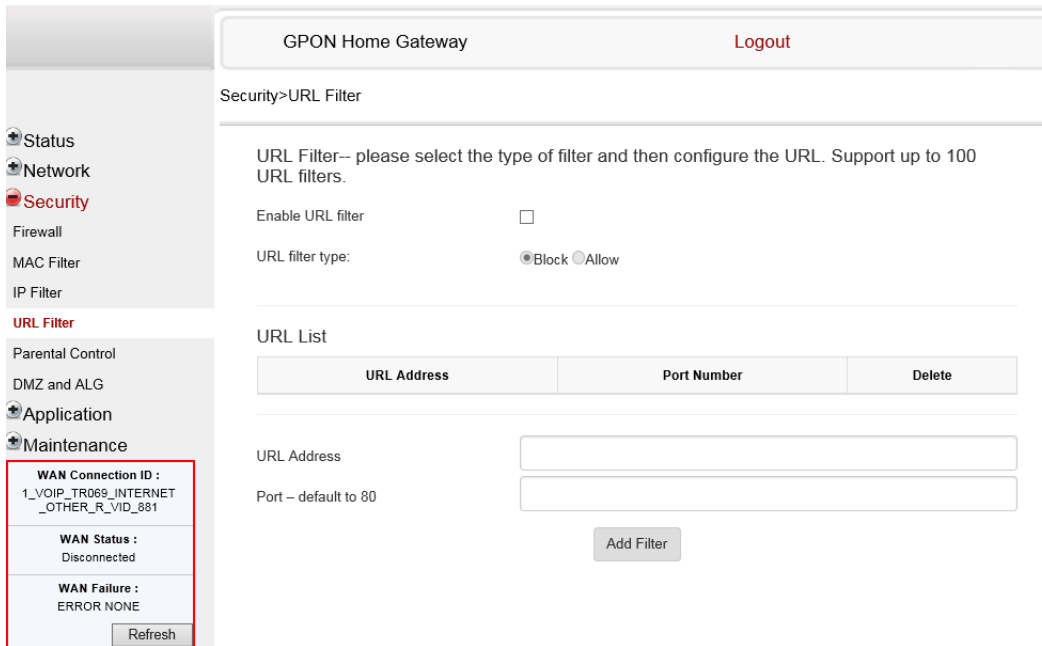 GPON Home Gateway
Logout
Security>URL Filter
Status
Network
Security
Firewall
MAC Filter
IP Filter
URL Filter
Parental Control
DMZ and ALG
Application
Maintenance
WAN Connection ID :
1_VOIP_TR069_INTERNET
_OTHER_R_VID_881
WAN Status :
Disconnected
WAN Failure :
ERROR NONE
Refresh
URL Filter-- please select the type of filter and then configure the URL. Support up to 100
URL filters.
Enable URL filter
URL filter type: Block Allow
URL List
URL Address Port Number Delete
URL Address
Port – default to 80
Add Filter